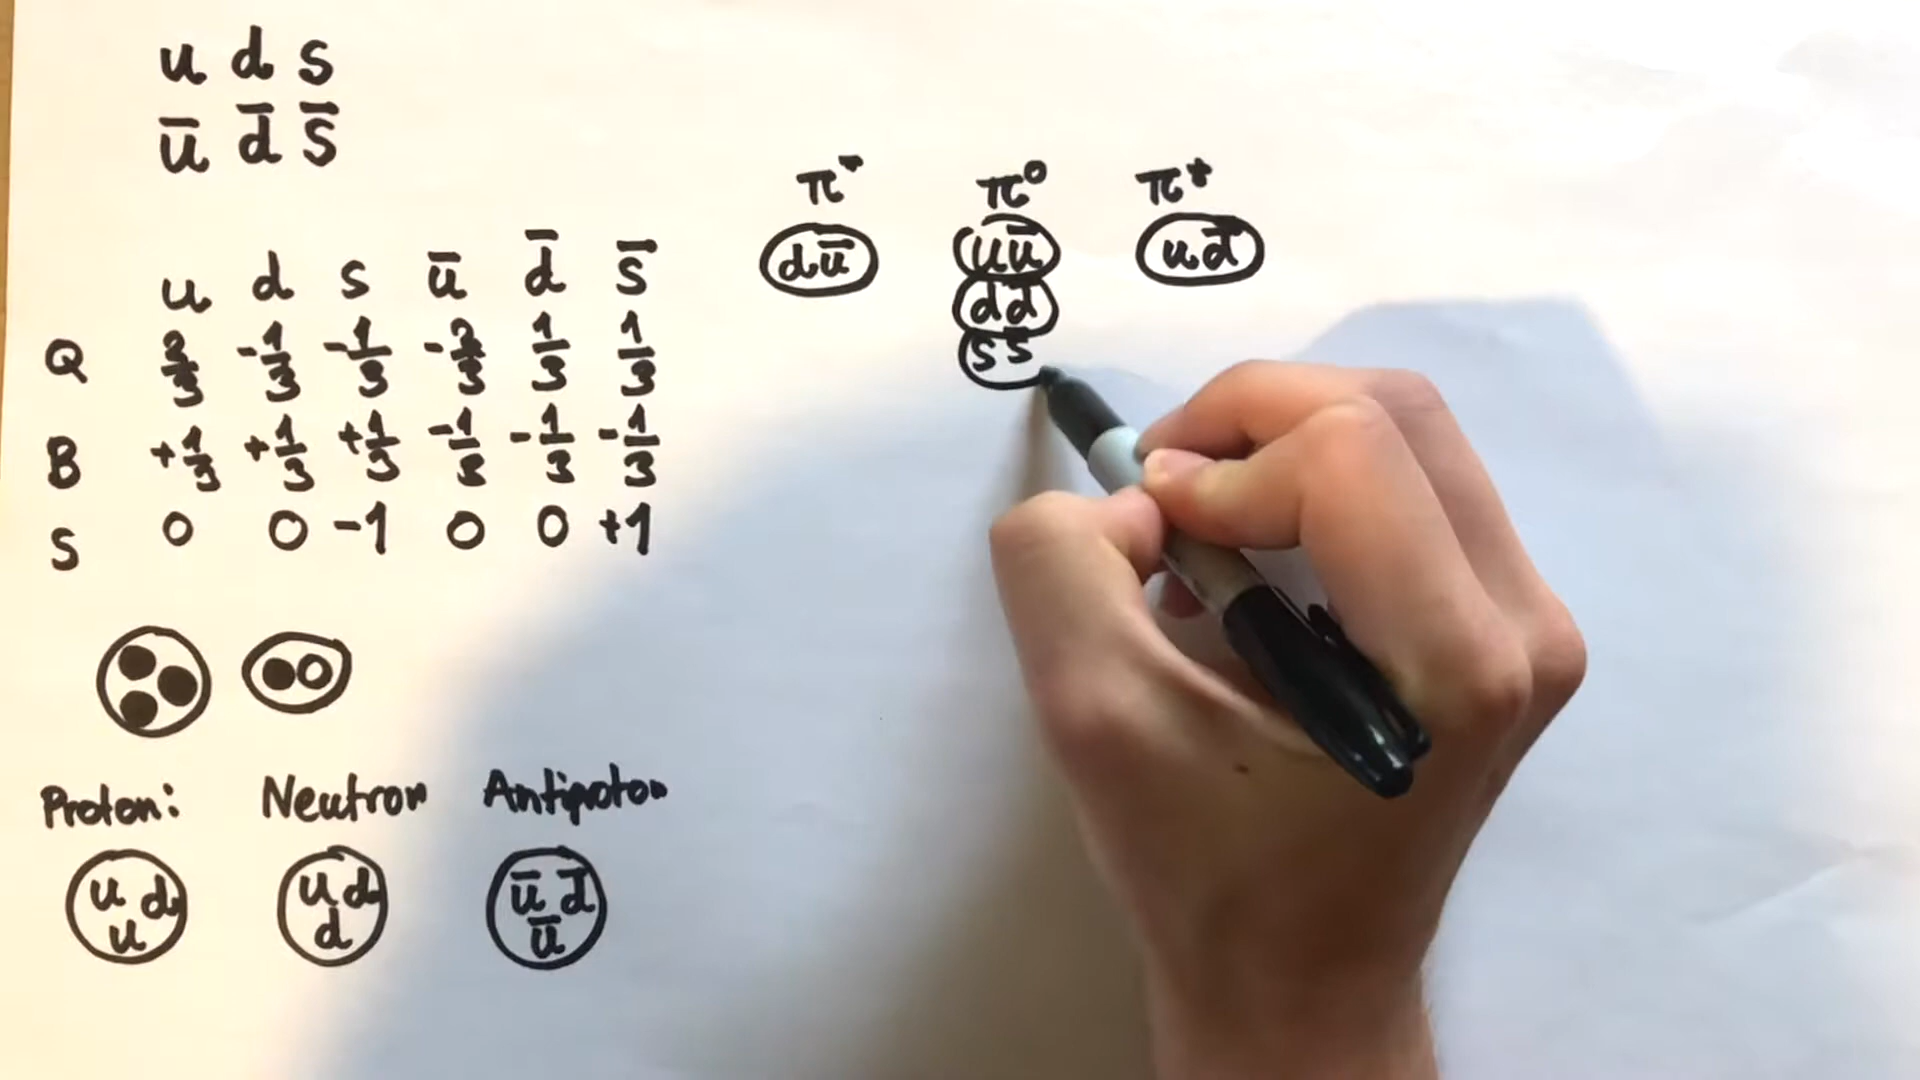 u d s
ū d̄ s̄
u d s ū d̄ s̄
Q 2/3 -1/3 -1/3 -2/3 1/3 1/3
B +1/3 +1/3 +1/3 -1/3 -1/3 -1/3
S 0 0 -1 0 0 +1
Proton: Neutron Antiproton
u d u
u d d
ū d̄ ū
π⁻ π⁰ π⁺
dū uū ud̄
dd̄
ss̄